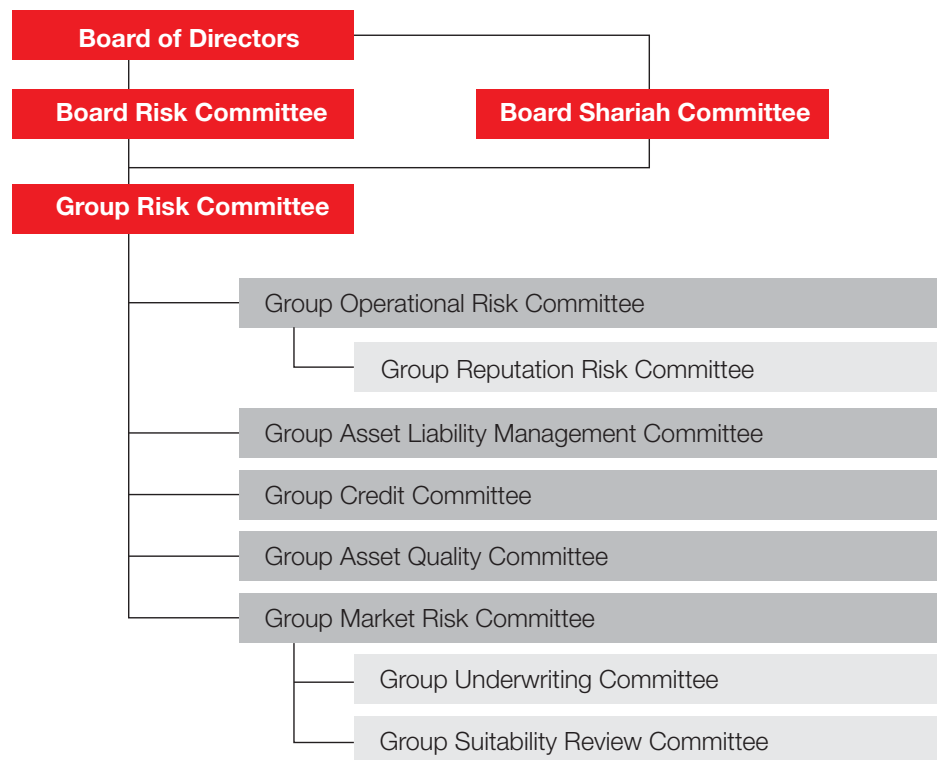 Board of Directors
Board Risk Committee
Board Shariah Committee
Group Risk Committee
Group Operational Risk Committee
Group Reputation Risk Committee
Group Asset Liability Management Committee
Group Credit Committee
Group Asset Quality Committee
Group Market Risk Committee
Group Underwriting Committee
Group Suitability Review Committee